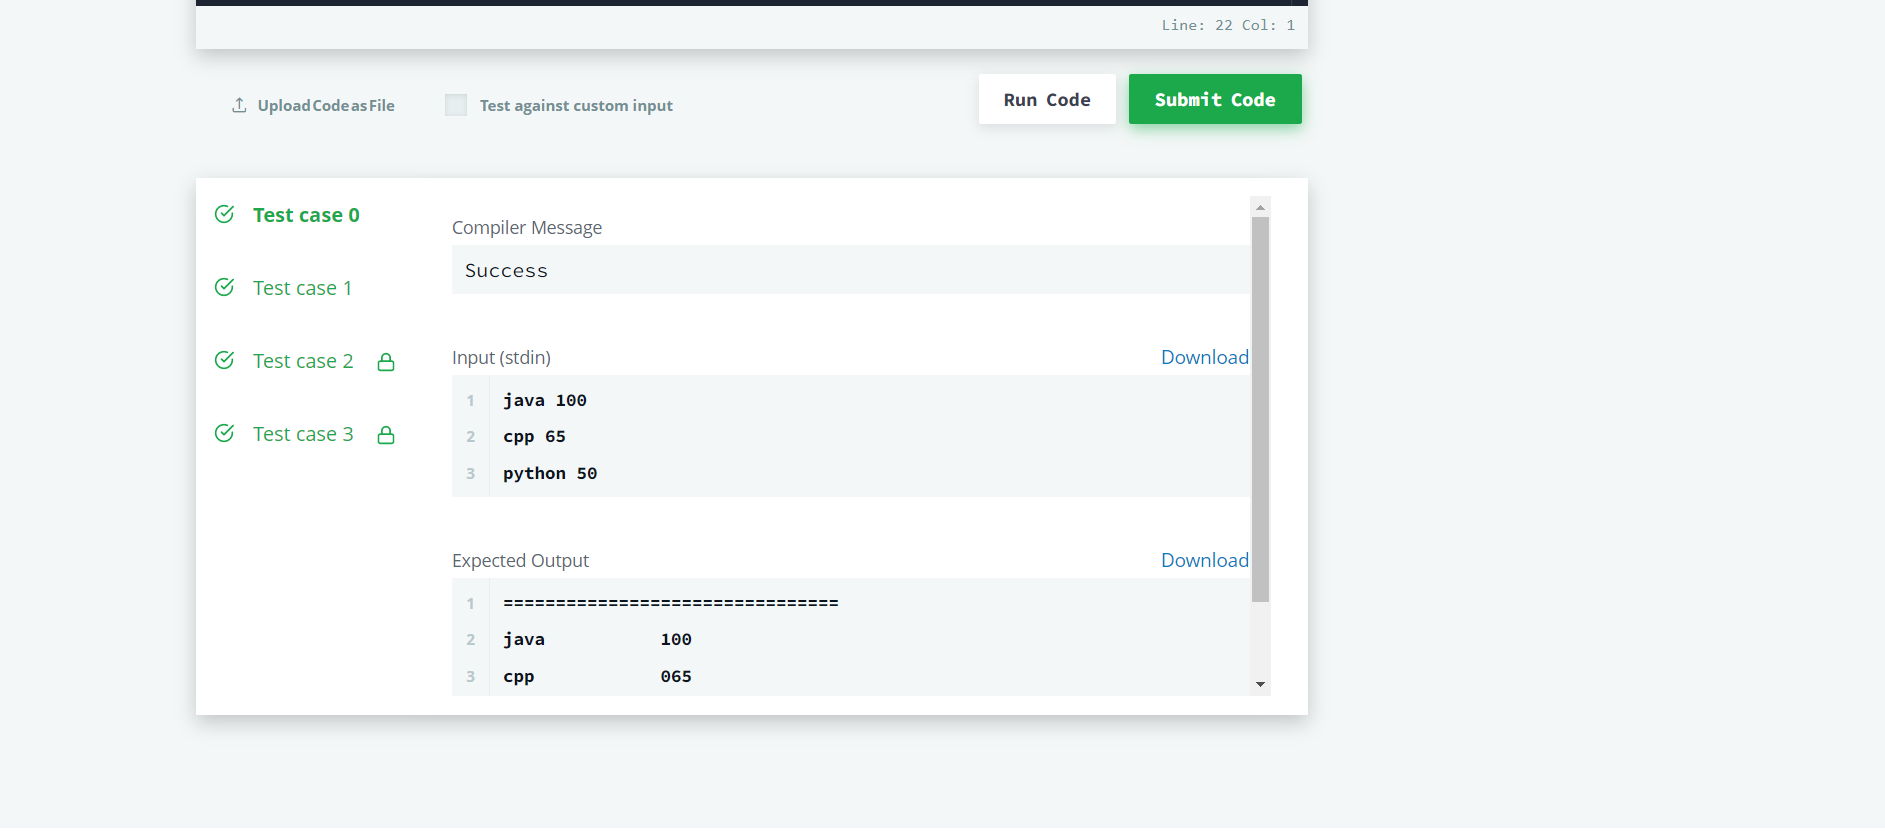 Line: 22 Col: 1
Upload Code as File
Test against custom input
Run Code
Submit Code
Test case 0
Test case 1
Test case 2
Test case 3
Compiler Message
Success
Input (stdin)
Download
1 java 100
2 cpp 65
3 python 50
Expected Output
Download
1 ================================
2 java           100
3 cpp            065